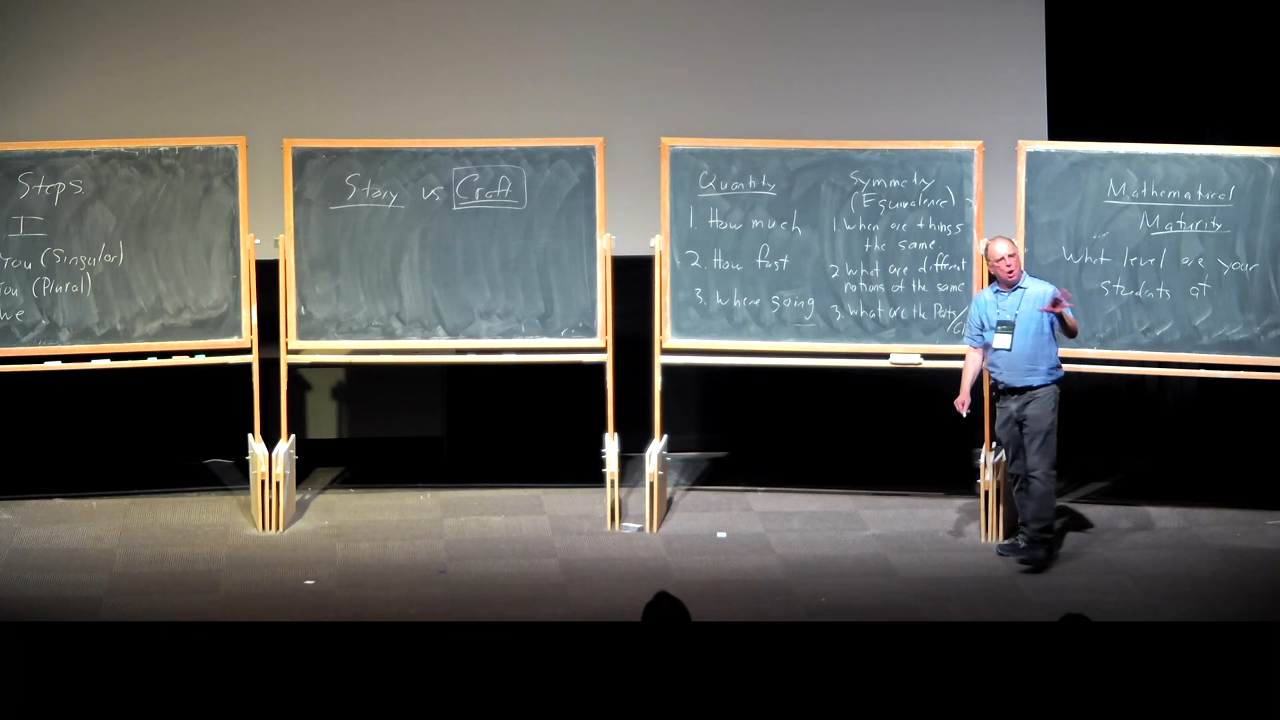 Steps
I
You (Singular)
You (Plural)
we
Story vs Craft
Quantity
1. How much
2. How fast
3. Where going
Symmetry
(Equivalence)
1. When are things
the same.
2 What are different
notions of the same
3. What are the Parts/
Mathematical
Maturity
What level are your
students at